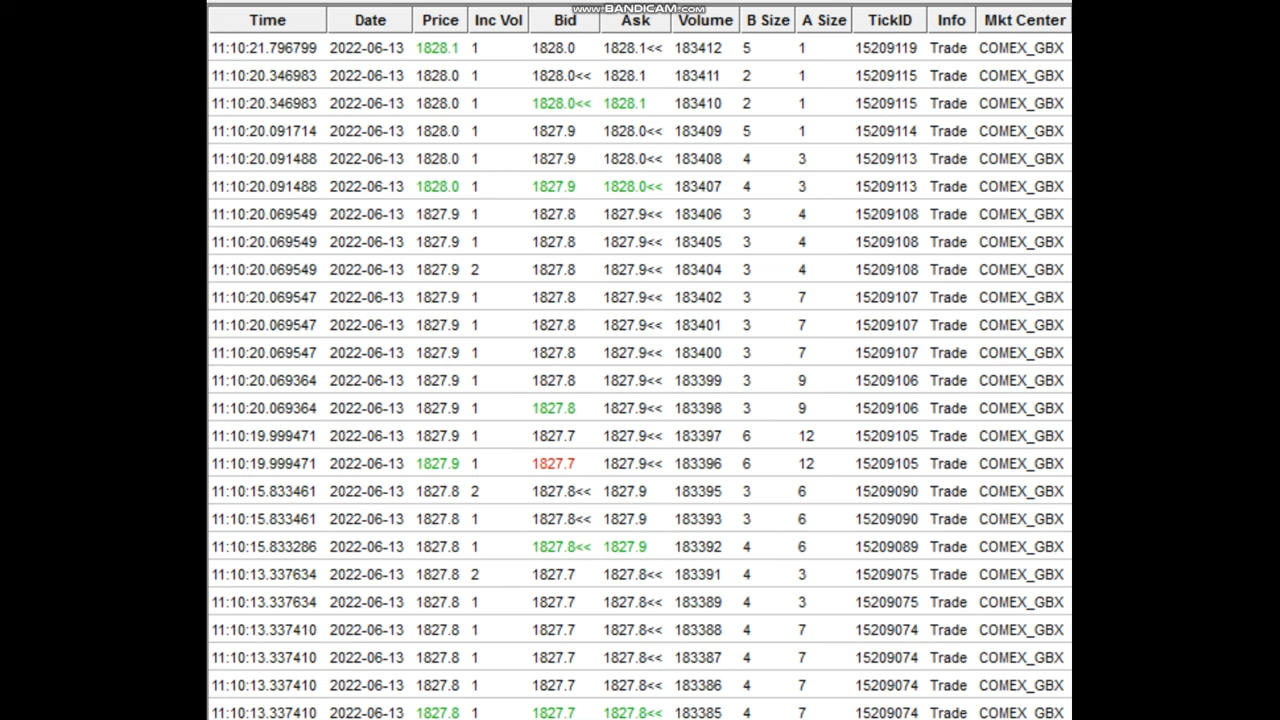 www.BANDICAM.com
Time Date Price Inc Vol Bid Ask Volume B Size A Size TickID Info Mkt Center
11:10:21.796799 2022-06-13 1828.1 1 1828.0 1828.1<< 183412 5 1 15209119 Trade COMEX_GBX
11:10:20.346983 2022-06-13 1828.0 1 1828.0<< 1828.1 183411 2 1 15209115 Trade COMEX_GBX
11:10:20.346983 2022-06-13 1828.0 1 1828.0<< 1828.1 183410 2 1 15209115 Trade COMEX_GBX
11:10:20.091714 2022-06-13 1828.0 1 1827.9 1828.0<< 183409 5 1 15209114 Trade COMEX_GBX
11:10:20.091488 2022-06-13 1828.0 1 1827.9 1828.0<< 183408 4 3 15209113 Trade COMEX_GBX
11:10:20.091488 2022-06-13 1828.0 1 1827.9 1828.0<< 183407 4 3 15209113 Trade COMEX_GBX
11:10:20.069549 2022-06-13 1827.9 1 1827.8 1827.9<< 183406 3 4 15209108 Trade COMEX_GBX
11:10:20.069549 2022-06-13 1827.9 1 1827.8 1827.9<< 183405 3 4 15209108 Trade COMEX_GBX
11:10:20.069549 2022-06-13 1827.9 2 1827.8 1827.9<< 183404 3 4 15209108 Trade COMEX_GBX
11:10:20.069547 2022-06-13 1827.9 1 1827.8 1827.9<< 183402 3 7 15209107 Trade COMEX_GBX
11:10:20.069547 2022-06-13 1827.9 1 1827.8 1827.9<< 183401 3 7 15209107 Trade COMEX_GBX
11:10:20.069547 2022-06-13 1827.9 1 1827.8 1827.9<< 183400 3 7 15209107 Trade COMEX_GBX
11:10:20.069364 2022-06-13 1827.9 1 1827.8 1827.9<< 183399 3 9 15209106 Trade COMEX_GBX
11:10:20.069364 2022-06-13 1827.9 1 1827.8 1827.9<< 183398 3 9 15209106 Trade COMEX_GBX
11:10:19.999471 2022-06-13 1827.9 1 1827.7 1827.9<< 183397 6 12 15209105 Trade COMEX_GBX
11:10:19.999471 2022-06-13 1827.9 1 1827.7 1827.9<< 183396 6 12 15209105 Trade COMEX_GBX
11:10:15.833461 2022-06-13 1827.8 2 1827.8<< 1827.9 183395 3 6 15209090 Trade COMEX_GBX
11:10:15.833461 2022-06-13 1827.8 1 1827.8<< 1827.9 183393 3 6 15209090 Trade COMEX_GBX
11:10:15.833286 2022-06-13 1827.8 1 1827.8<< 1827.9 183392 4 6 15209089 Trade COMEX_GBX
11:10:13.337634 2022-06-13 1827.8 2 1827.7 1827.8<< 183391 4 3 15209075 Trade COMEX_GBX
11:10:13.337634 2022-06-13 1827.8 1 1827.7 1827.8<< 183389 4 3 15209075 Trade COMEX_GBX
11:10:13.337410 2022-06-13 1827.8 1 1827.7 1827.8<< 183388 4 7 15209074 Trade COMEX_GBX
11:10:13.337410 2022-06-13 1827.8 1 1827.7 1827.8<< 183387 4 7 15209074 Trade COMEX_GBX
11:10:13.337410 2022-06-13 1827.8 1 1827.7 1827.8<< 183386 4 7 15209074 Trade COMEX_GBX
11:10:13.337410 2022-06-13 1827.8 1 1827.7 1827.8<< 183385 4 7 15209074 Trade COMEX_GBX